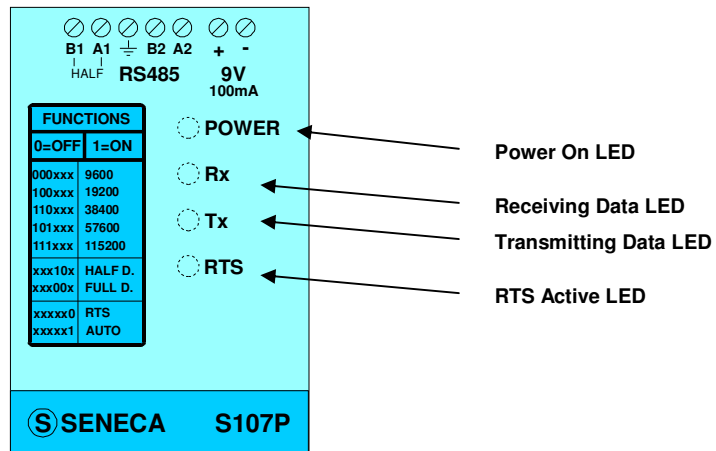 B1 A1 B2 A2 + -
HALF RS485 9V
100mA
FUNCTIONS
0=OFF 1=ON
000xxx 9600
100xxx 19200
110xxx 38400
101xxx 57600
111xxx 115200
xxx10x HALF D.
xxx00x FULL D.
xxxxx0 RTS
xxxxx1 AUTO
POWER
Rx
Tx
RTS
Power On LED
Receiving Data LED
Transmitting Data LED
RTS Active LED
S SENECA S107P